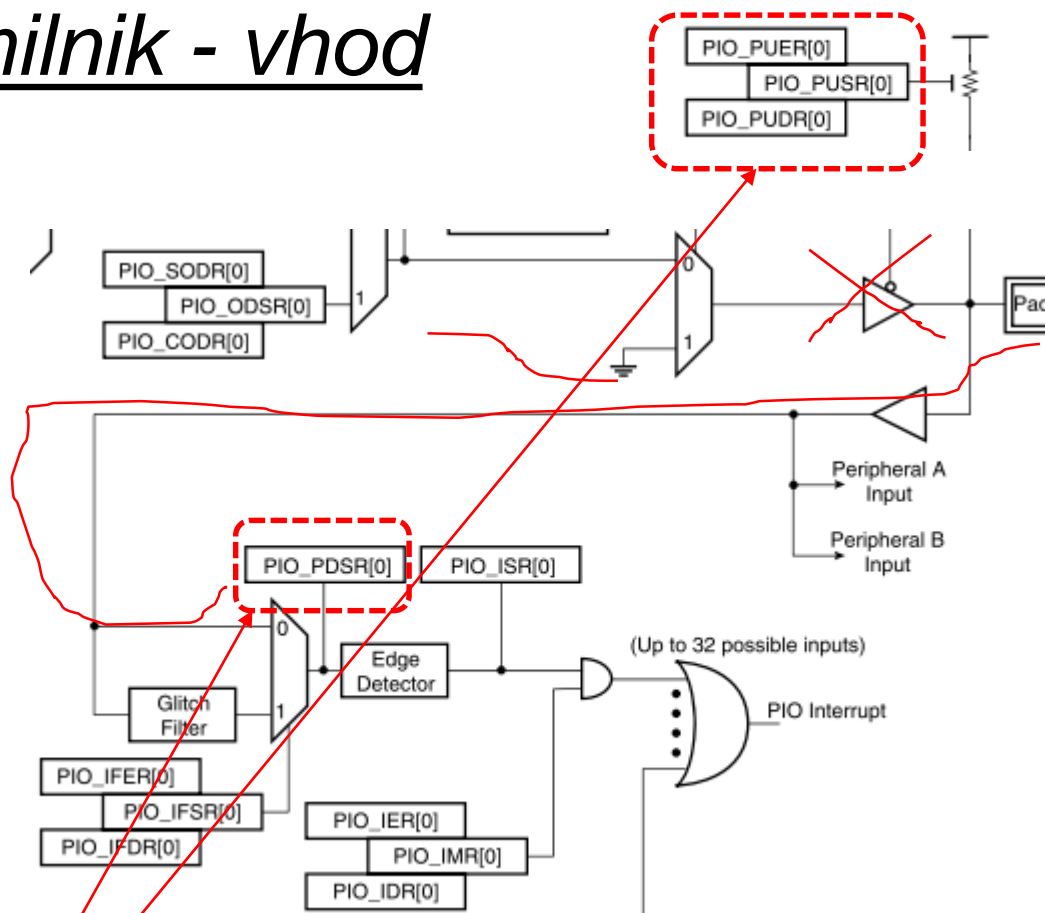 milnik - vhod
PIO_PUER[0]
PIO_PUSR[0]
PIO_PUDR[0]
PIO_SODR[0]
PIO_ODSR[0]
PIO_CODR[0]
1
0
1
Pad
Peripheral A
Input
Peripheral B
Input
PIO_PDSR[0]
PIO_ISR[0]
0
1
Edge
Detector
Glitch
Filter
(Up to 32 possible inputs)
PIO Interrupt
PIO_IFER[0]
PIO_IFSR[0]
PIO_IFDR[0]
PIO_IER[0]
PIO_IMR[0]
PIO_IDR[0]